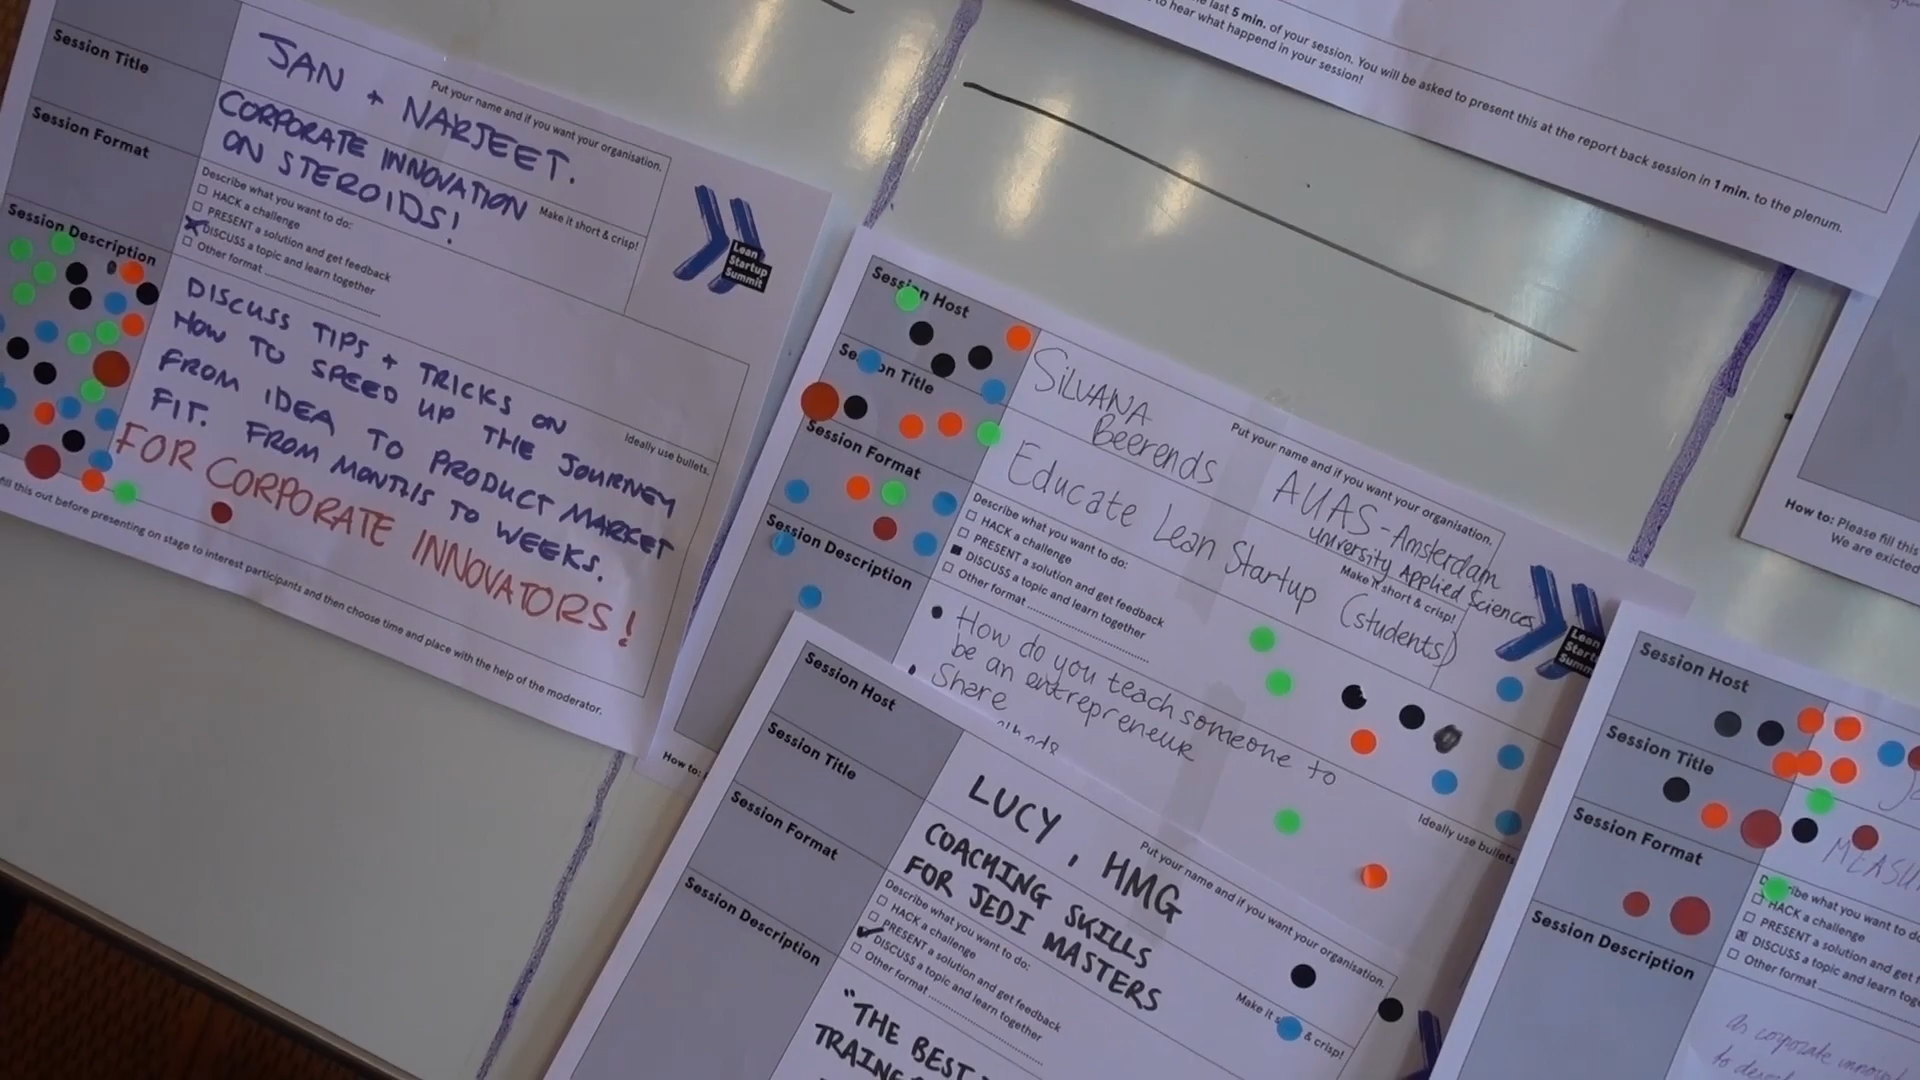 last 5 min. of your session. You will be asked to present this at the report back session in 1 min. to the plenum.
to hear what happend in your session!
Session Title
Session Format
Session Description
JAN + NARJEET.
Put your name and if you want your organisation.
CORPORATE INNOVATION
ON STEROIDS!
Make it short & crisp!
Describe what you want to do:
HACK a challenge
PRESENT a solution and get feedback
DISCUSS a topic and learn together
Other format
Lean
Startup
Summit
DISCUSS TIPS + TRICKS ON
HOW TO SPEED UP THE JOURNEY
FROM IDEA TO PRODUCT MARKET
FIT. FROM MONTHS TO WEEKS.
Ideally use bullets.
FOR CORPORATE INNOVATORS!
fill this out before presenting on stage to interest participants and then choose time and place with the help of the moderator.
Session Host
Session Title
Session Format
Session Description
SILVANA
Beerends
Put your name and if you want your organisation.
AUAS - Amsterdam
University Applied Sciences
Educate Lean Startup (students)
Make it short & crisp!
Describe what you want to do:
HACK a challenge
PRESENT a solution and get feedback
DISCUSS a topic and learn together
Other format
Lean
How do you teach someone to
be an entrepreneur
Share
Ideally use bullets
How to:
Session Host
Session Title
Session Format
Session Description
LUCY, HMG
Put your name and if you want your organisation.
COACHING SKILLS
FOR JEDI MASTERS
Make it & crisp!
Describe what you want to do:
HACK a challenge
PRESENT a solution and get feedback
DISCUSS a topic and learn together
Other format
"THE BEST
How to: Please fill this
We are exicted
Session Host
Session Title
Session Format
Session Description
what you want to do
HACK a challenge
PRESENT a solution and get
DISCUSS a topic and learn
Other format
as corporate
to